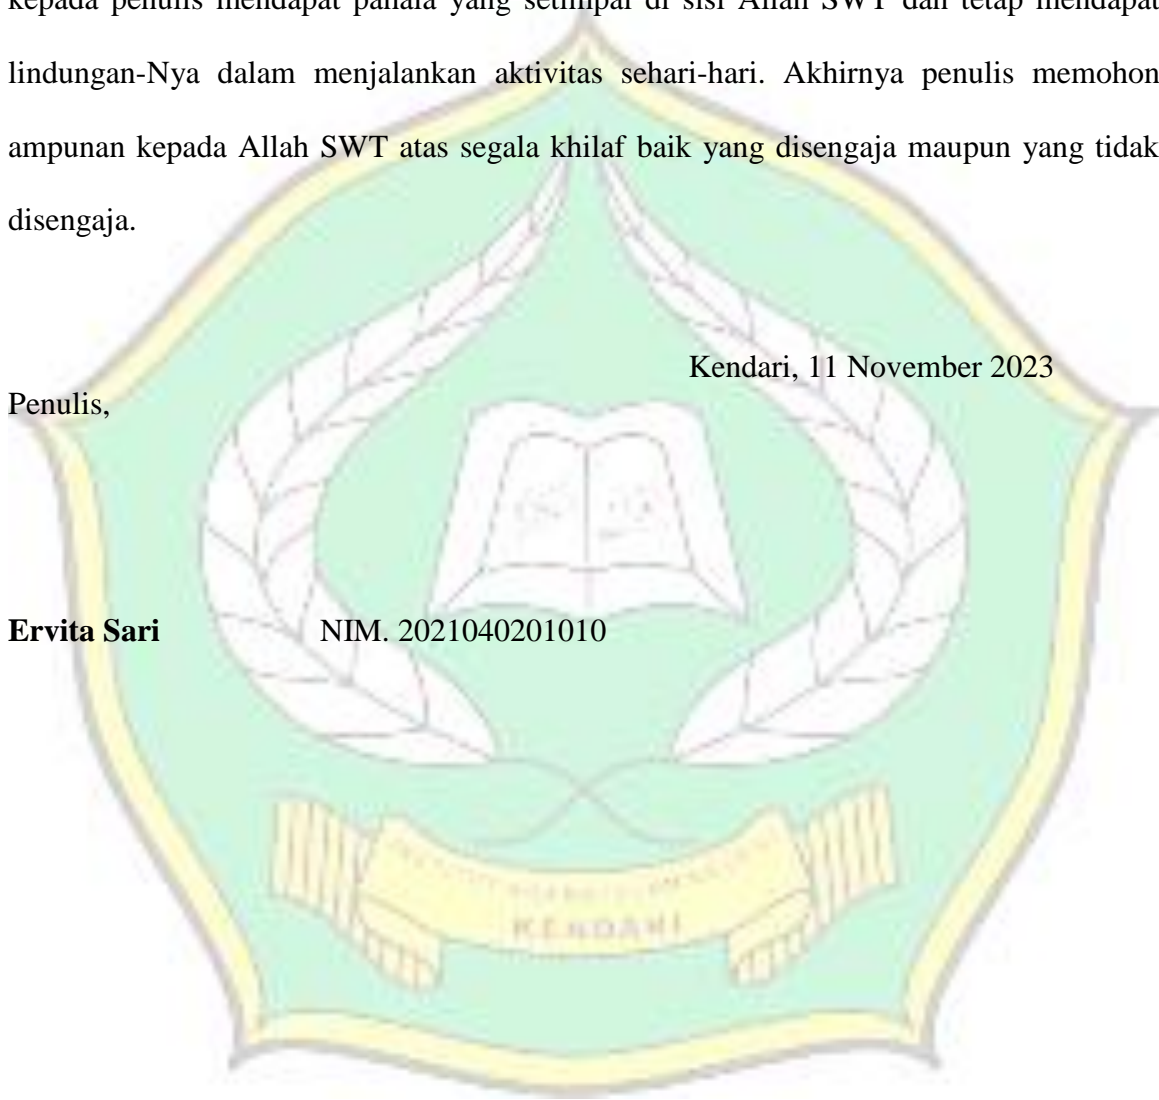 kepada penulis mendapat pahala yang setimpal di sisi Allah SWT dan tetap mendapat
lindungan-Nya dalam menjalankan aktivitas sehari-hari. Akhirnya penulis memohon
ampunan kepada Allah SWT atas segala khilaf baik yang disengaja maupun yang tidak
disengaja.
Kendari, 11 November 2023
Penulis,
Ervita Sari NIM. 2021040201010
KENDARI